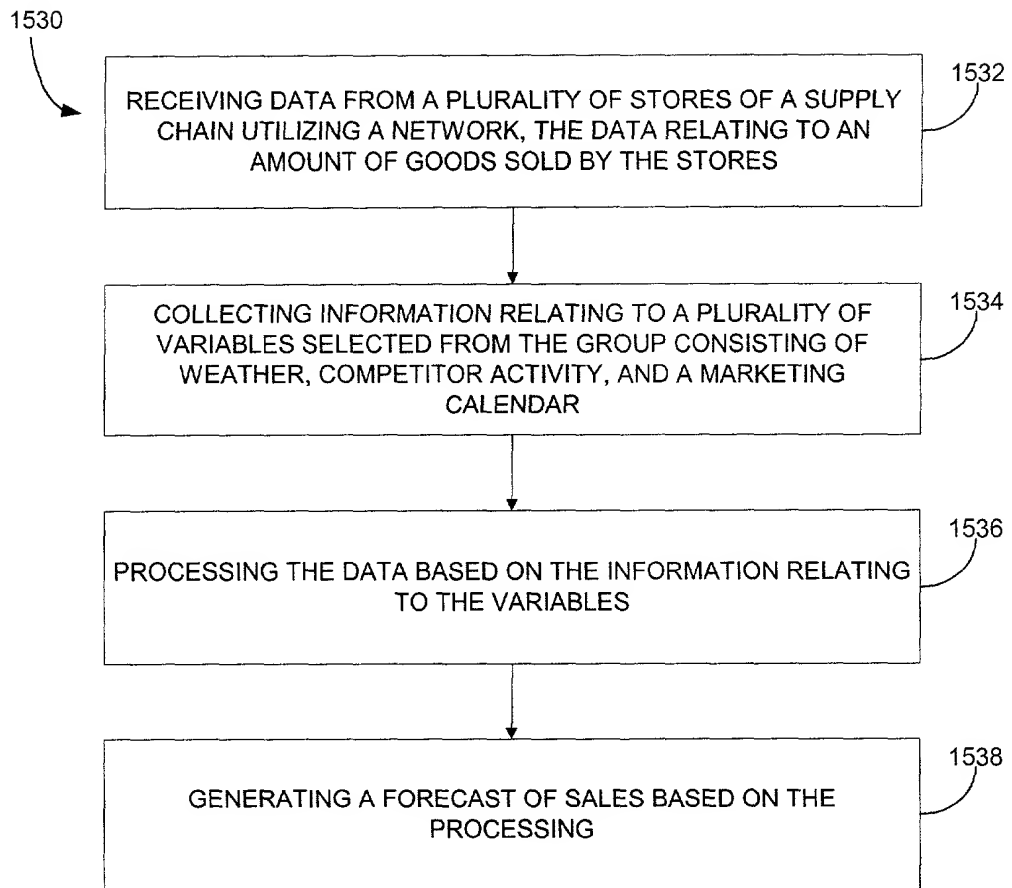 1530
1532
RECEIVING DATA FROM A PLURALITY OF STORES OF A SUPPLY
CHAIN UTILIZING A NETWORK, THE DATA RELATING TO AN
AMOUNT OF GOODS SOLD BY THE STORES
1534
COLLECTING INFORMATION RELATING TO A PLURALITY OF
VARIABLES SELECTED FROM THE GROUP CONSISTING OF
WEATHER, COMPETITOR ACTIVITY, AND A MARKETING
CALENDAR
1536
PROCESSING THE DATA BASED ON THE INFORMATION RELATING
TO THE VARIABLES
1538
GENERATING A FORECAST OF SALES BASED ON THE
PROCESSING